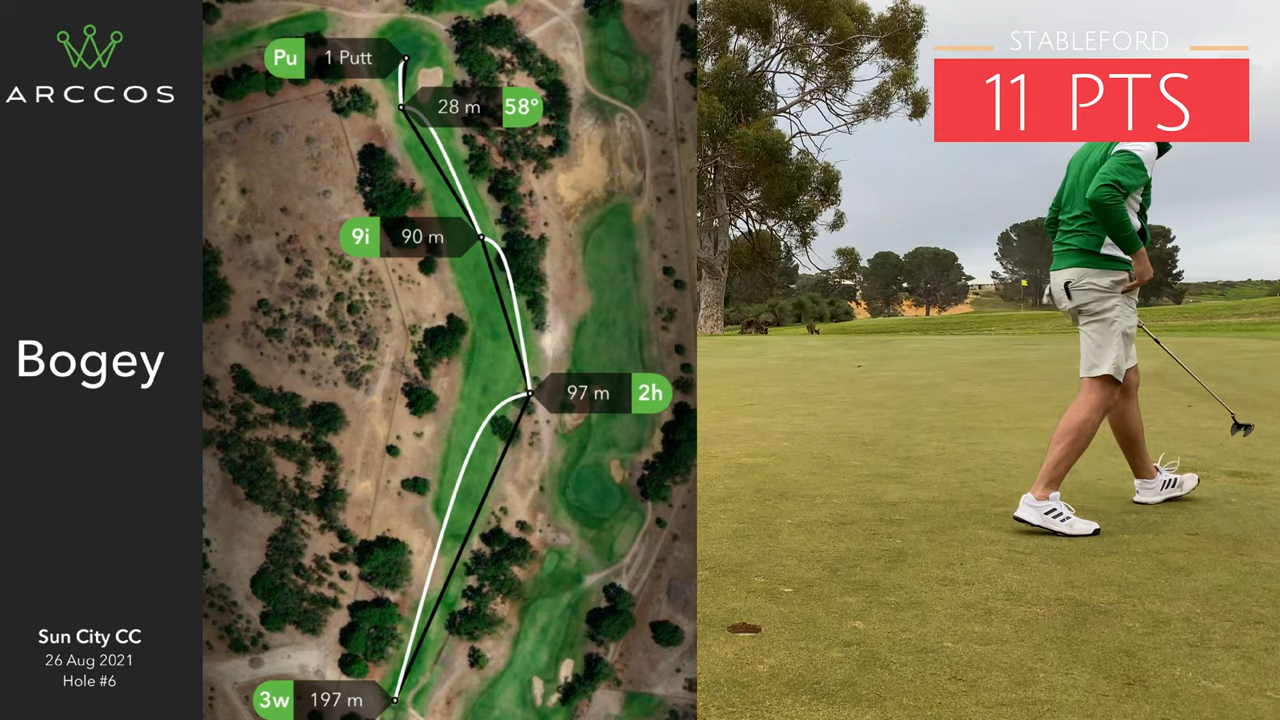 ARCCOS
Bogey
Sun City CC
26 Aug 2021
Hole #6
Pu 1 Putt
28 m 58°
9i 90 m
97 m 2h
3w 197 m
STABLEFORD
11 PTS